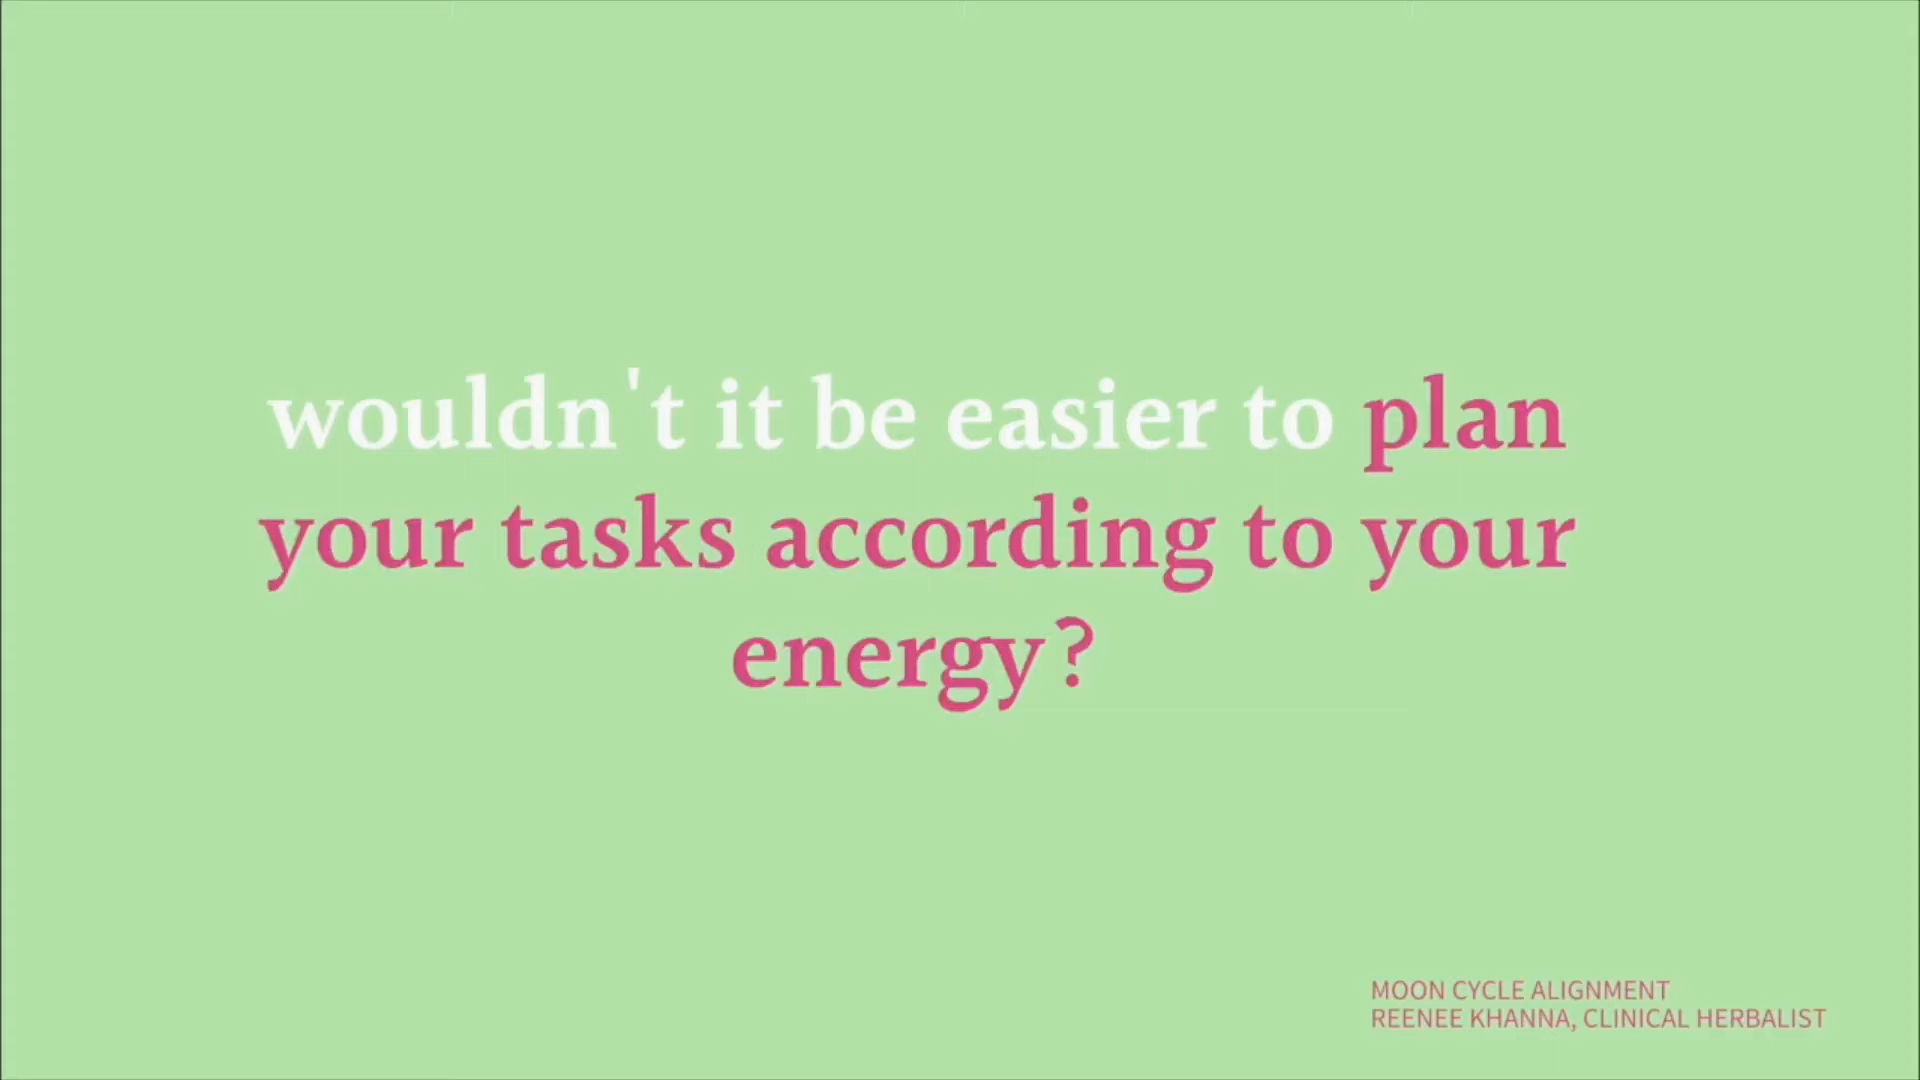 wouldn't it be easier to plan
your tasks according to your
energy?
MOON CYCLE ALIGNMENT
REENEE KHANNA, CLINICAL HERBALIST